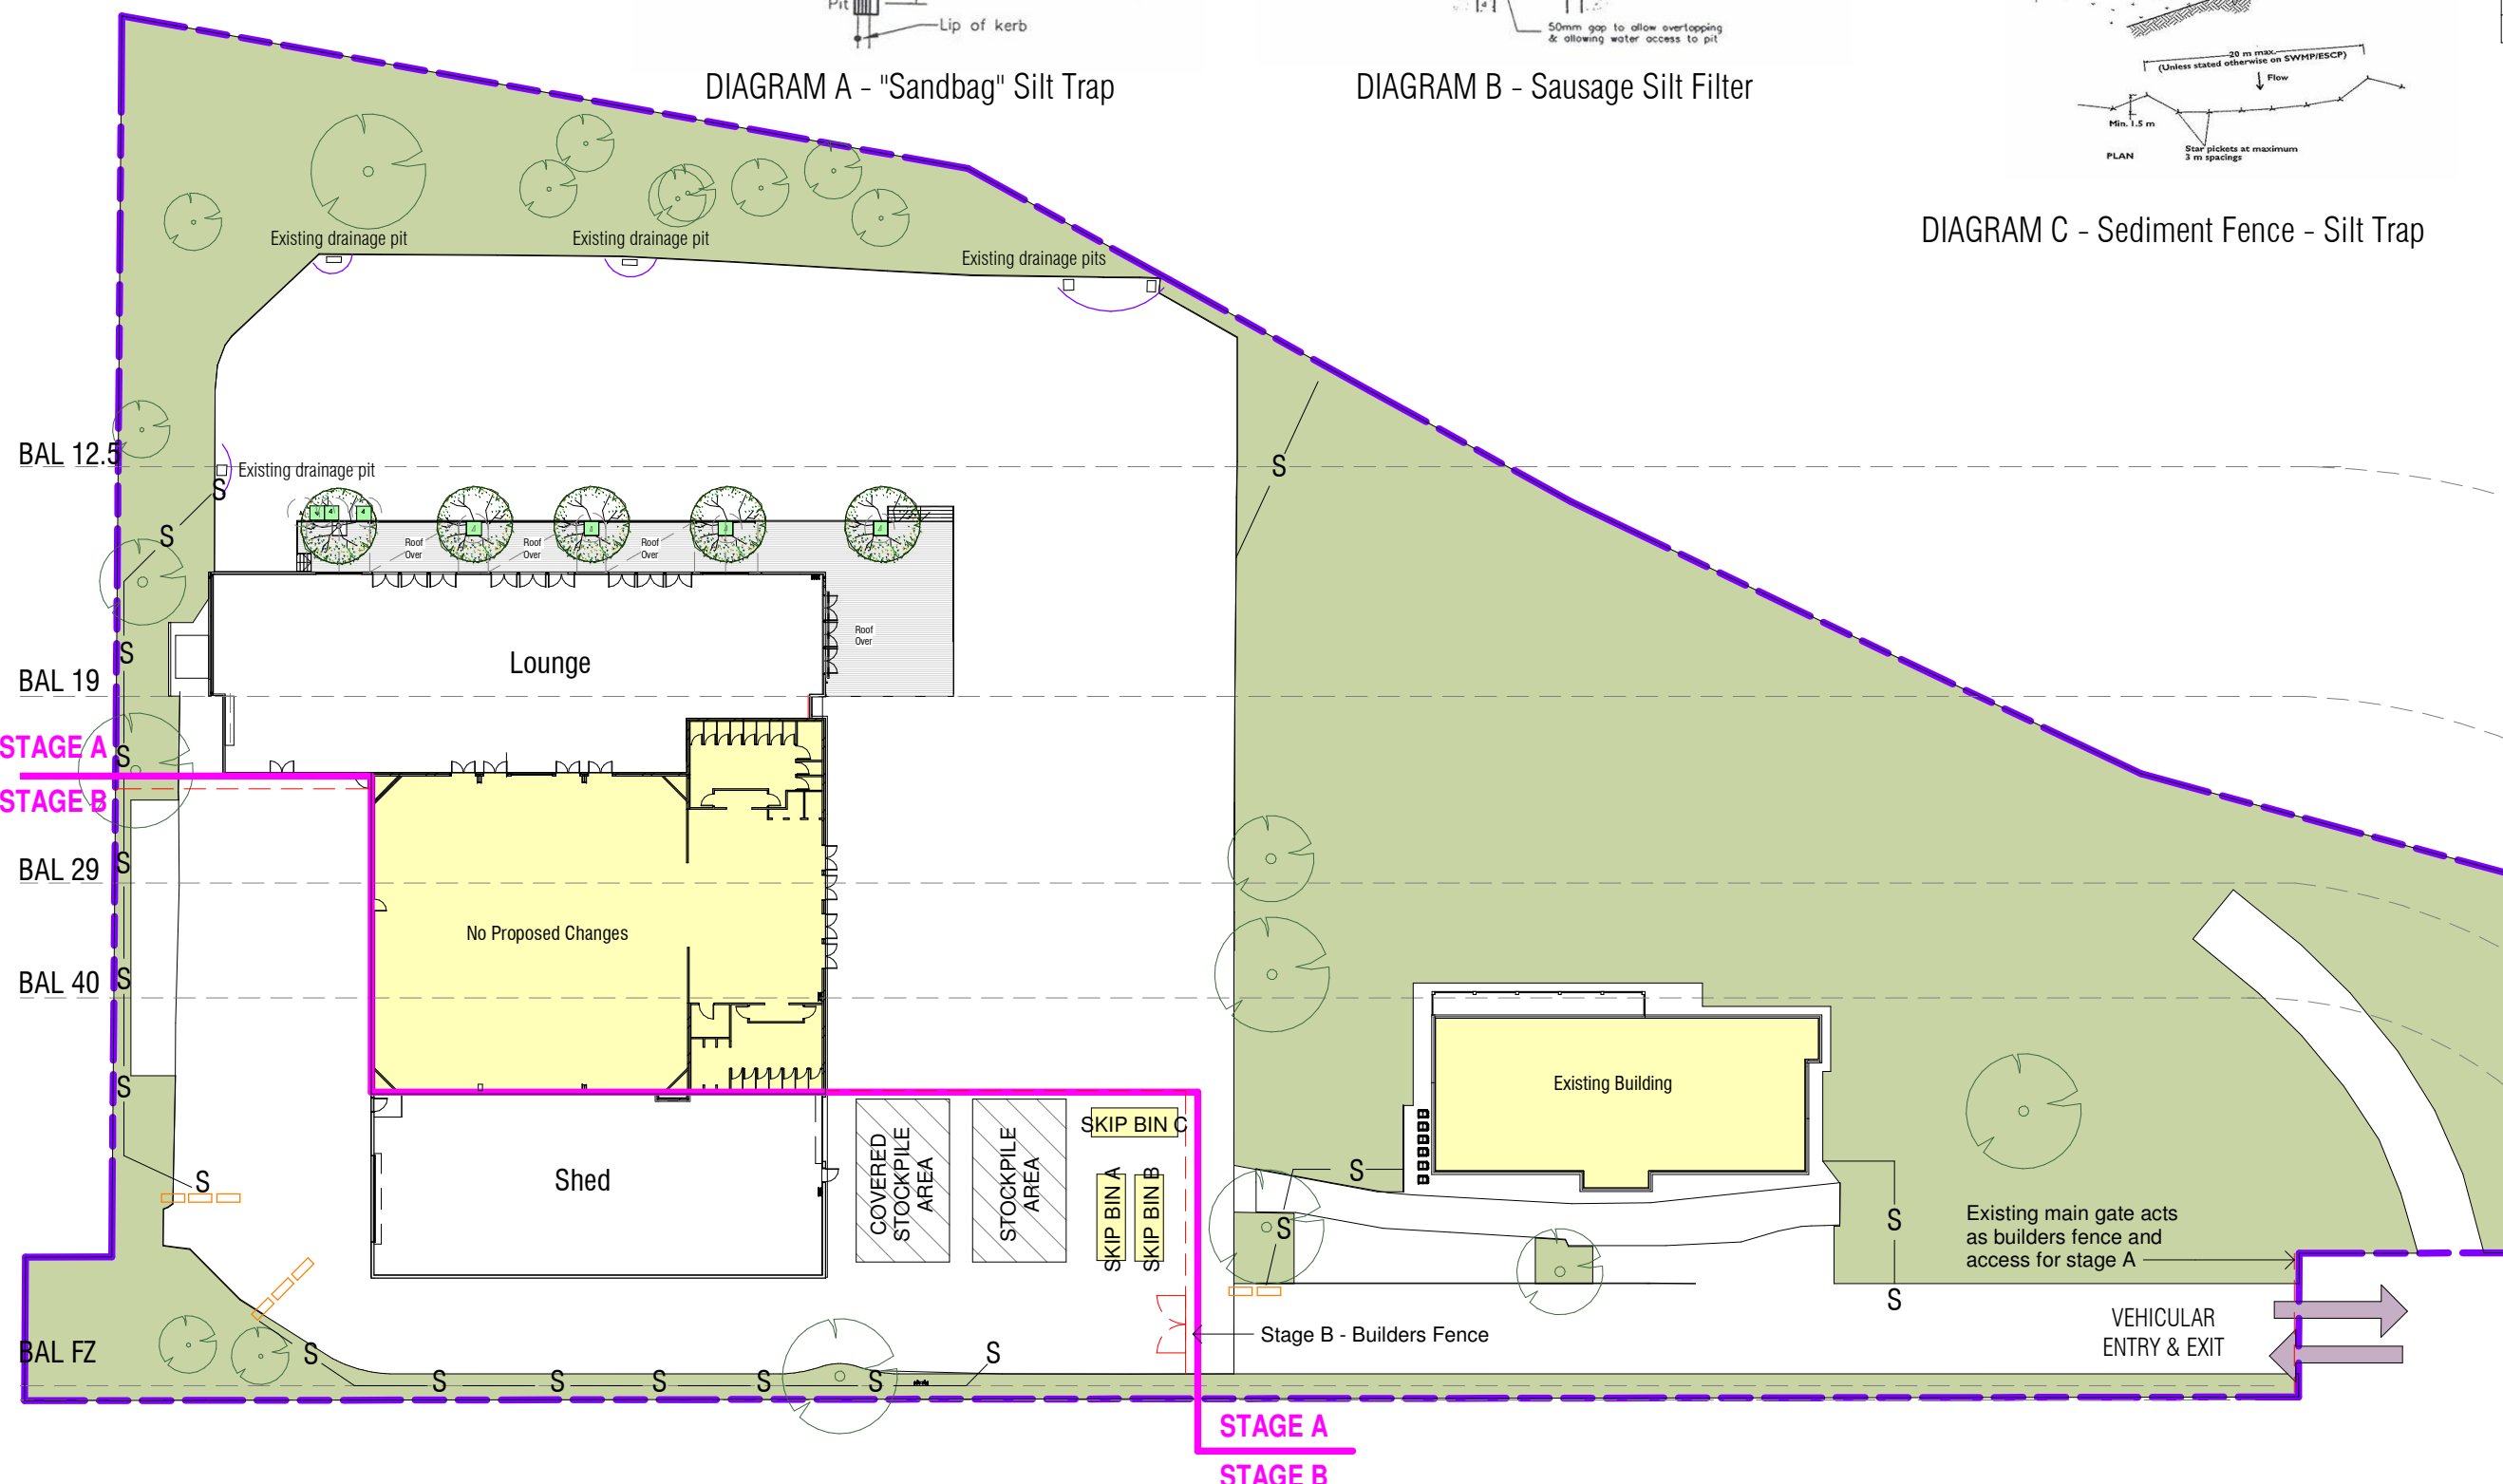 Pit
Lip of kerb
50mm gap to allow overtopping
& allowing water access to pit
20 m max.
(Unless stated otherwise on SWMP/ESCP)
Flow
Min. 1.5 m
Star pickets at maximum
3 m spacings
PLAN
DIAGRAM A - "Sandbag" Silt Trap
DIAGRAM B - Sausage Silt Filter
DIAGRAM C - Sediment Fence - Silt Trap
Existing drainage pit
Existing drainage pit
Existing drainage pits
BAL 12.5
Existing drainage pit
S
S
S
4
4
Roof
Over
Roof
Over
Roof
Over
Roof
Over
S
Lounge
BAL 19
STAGE A
S
STAGE B
BAL 29
S
No Proposed Changes
BAL 40
S
S
Existing Building
SKIP BIN C
COVERED
STOCKPILE
AREA
STOCKPILE
AREA
SKIP BIN A
SKIP BIN B
Shed
S
S
S
S
S
Existing main gate acts
as builders fence and
access for stage A
VEHICULAR
ENTRY & EXIT
Stage B - Builders Fence
BAL FZ
S
S
S
S
S
S
S
STAGE A
STAGE B